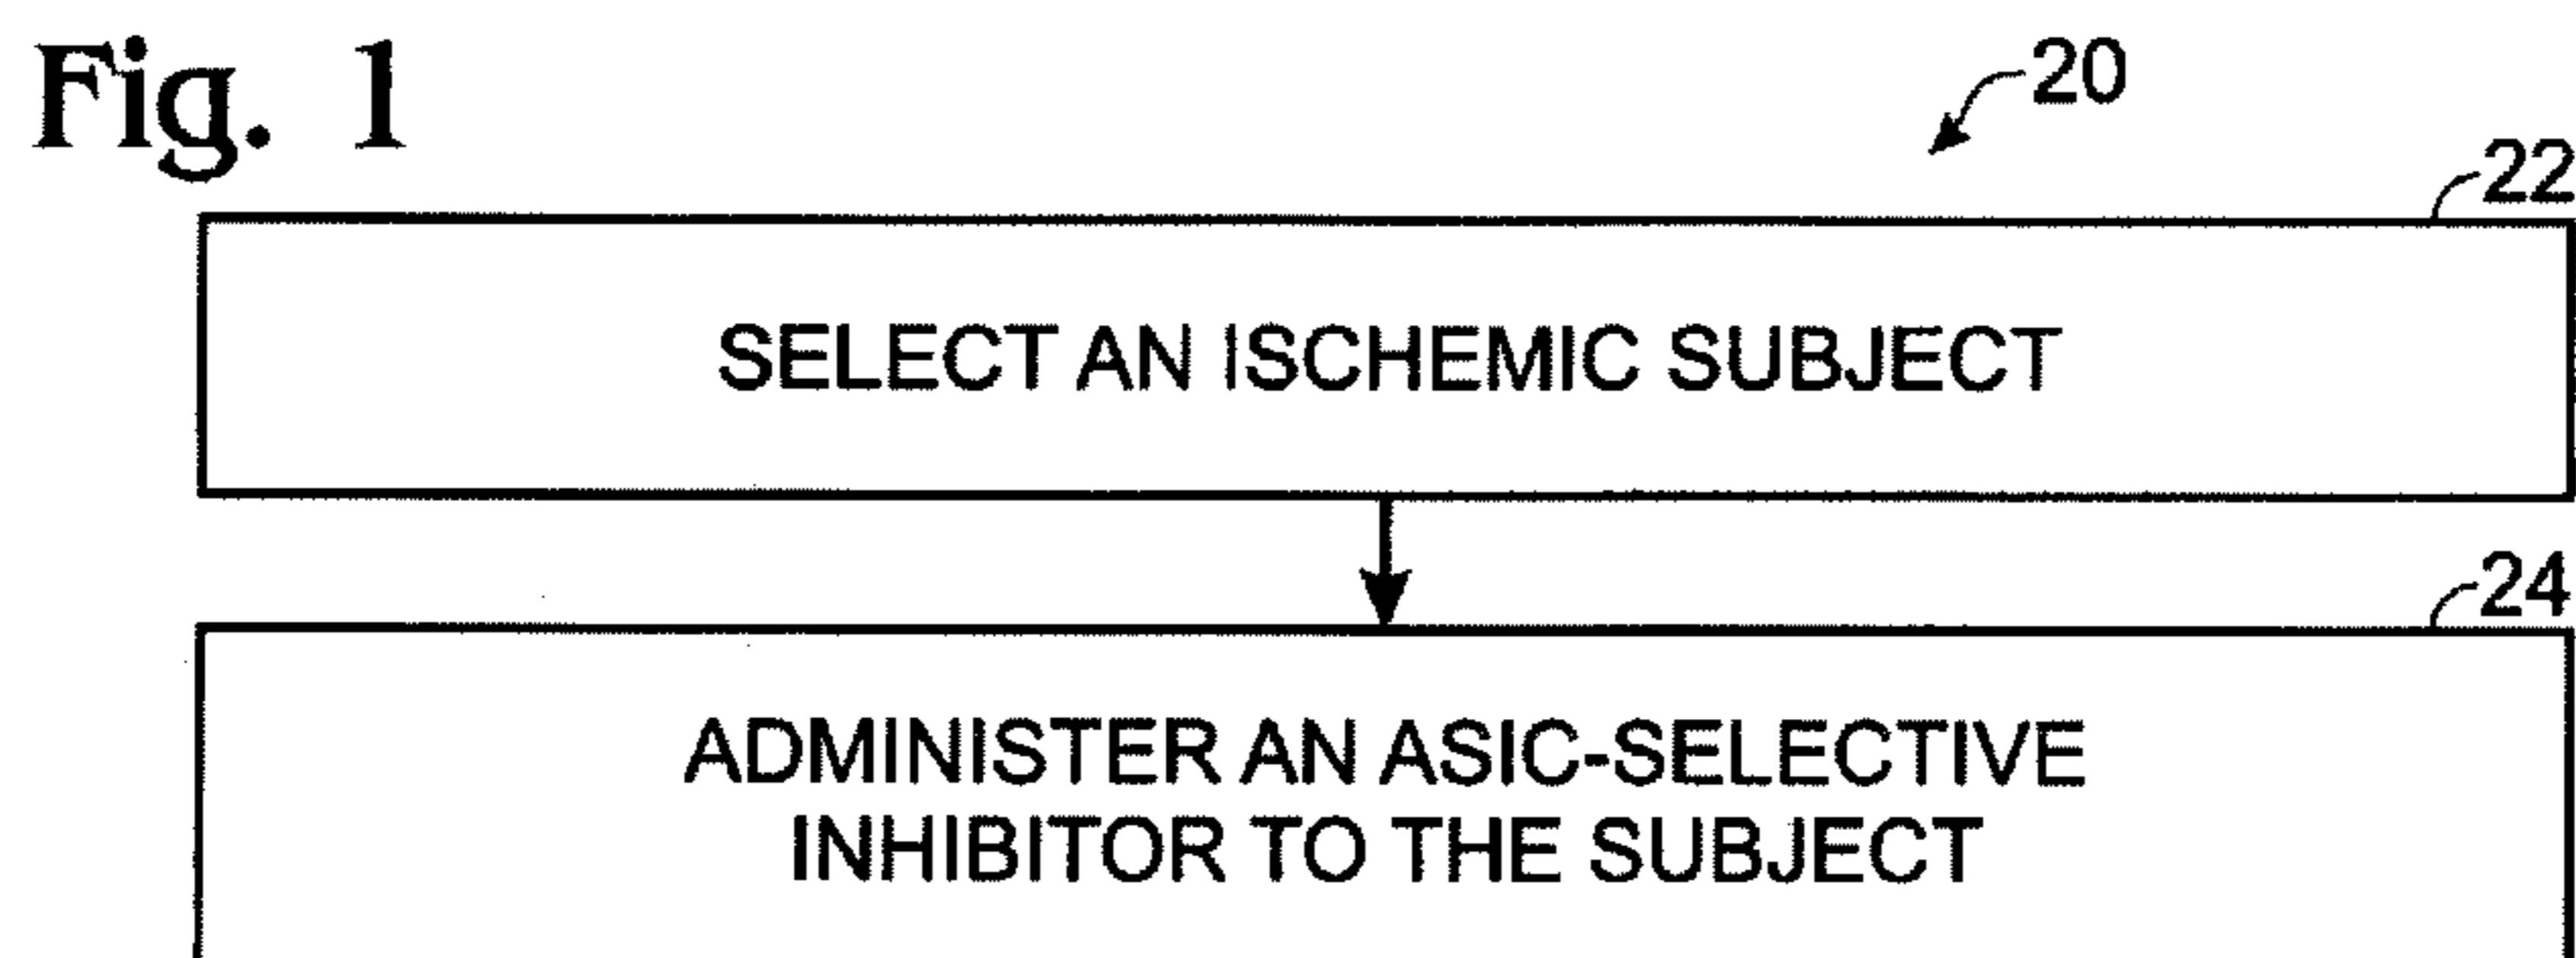 Fig. 1
20
22
SELECT AN ISCHEMIC SUBJECT
24
ADMINISTER AN ASIC-SELECTIVE
INHIBITOR TO THE SUBJECT